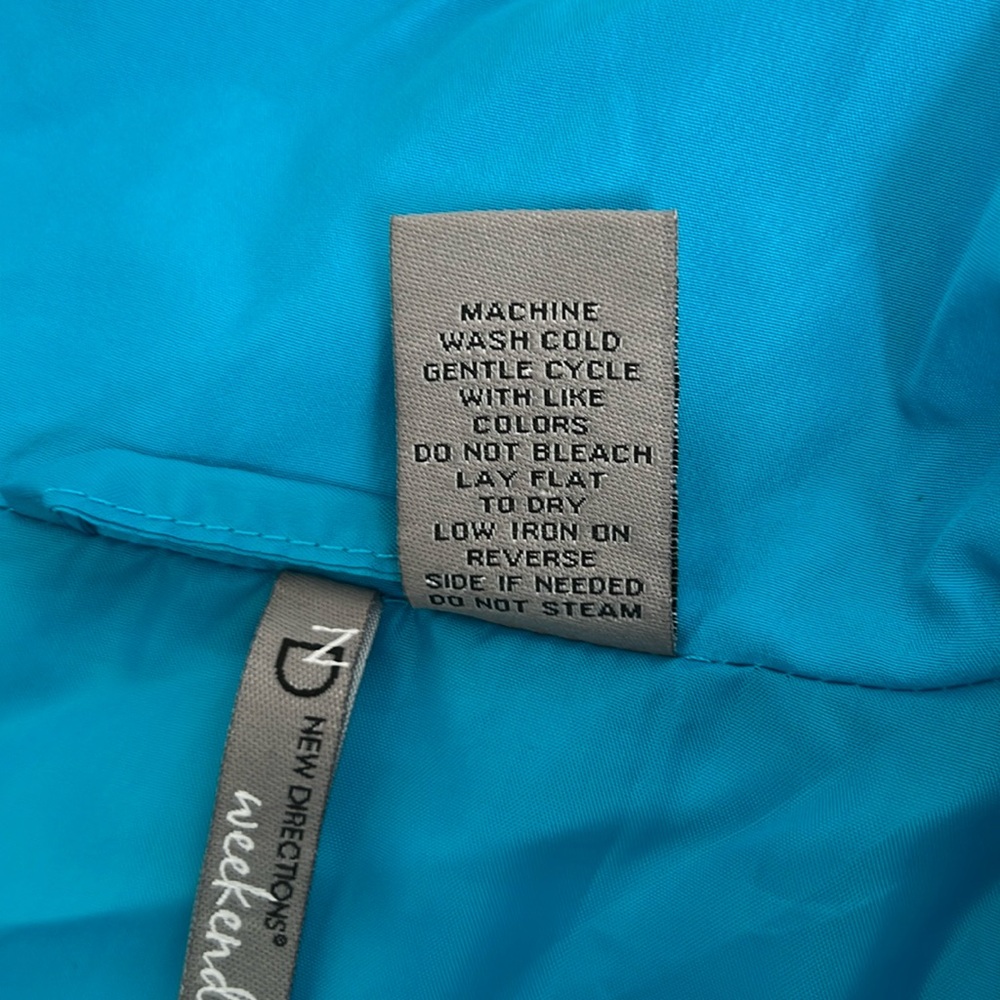 MACHINE
WASH COLD
GENTLE CYCLE
WITH LIKE
COLORS
DO NOT BLEACH
LAY FLAT
TO DRY
LOW IRON ON
REVERSE
SIDE IF NEEDED
DO NOT STEAM
ND
NEW DIRECTIONS®
weekend